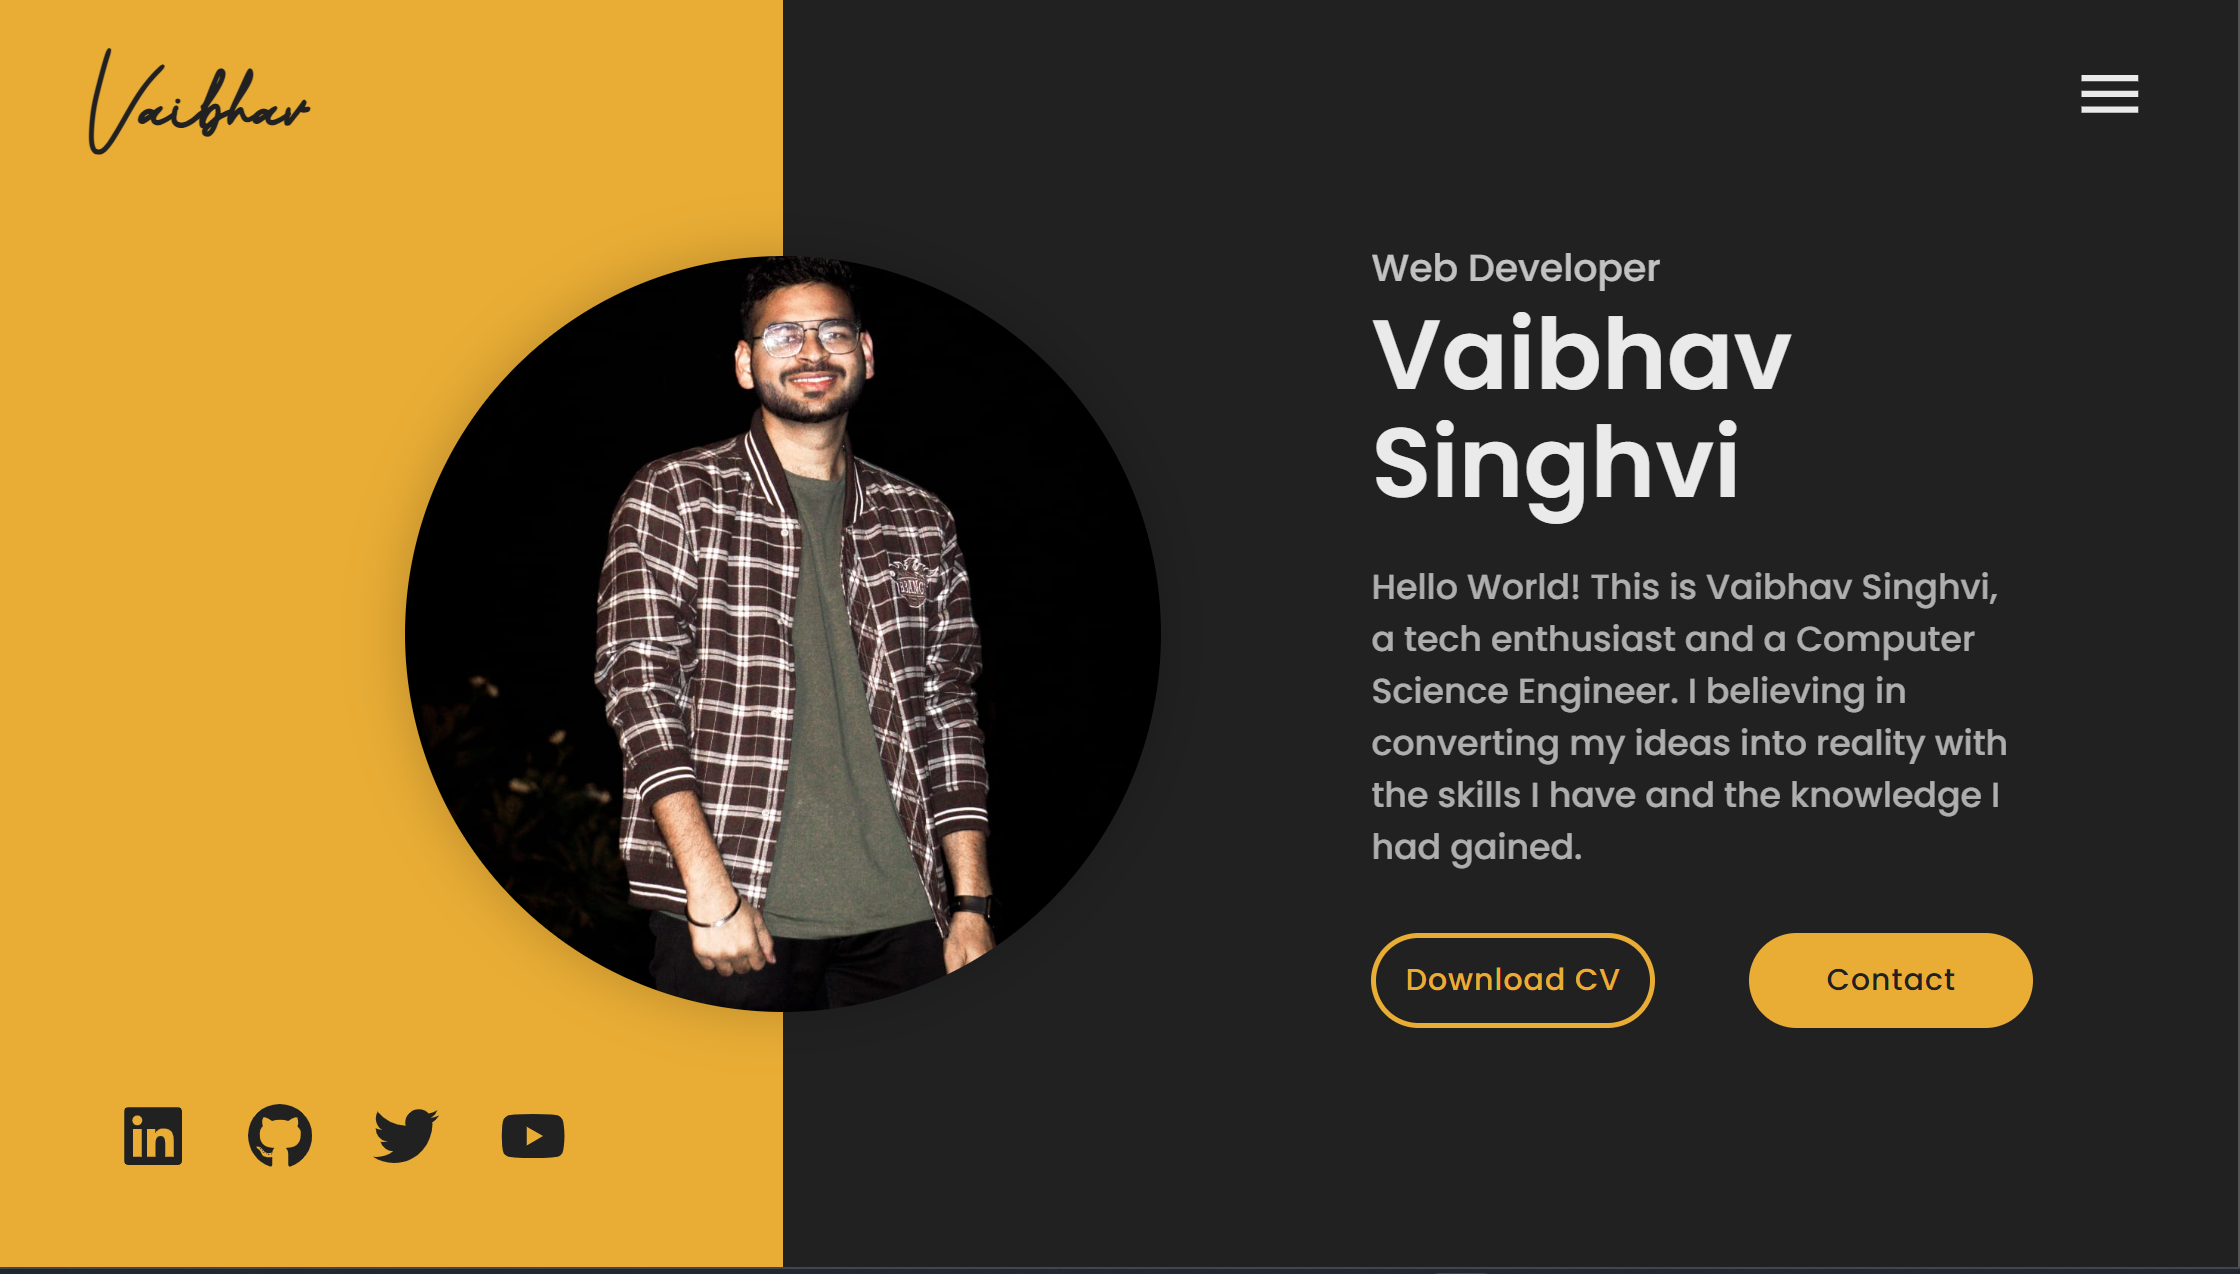 Vaibhav
Web Developer
Vaibhav
Singhvi
Hello World! This is Vaibhav Singhvi,
a tech enthusiast and a Computer
Science Engineer. I believing in
converting my ideas into reality with
the skills I have and the knowledge I
had gained.
Download CV
Contact
in